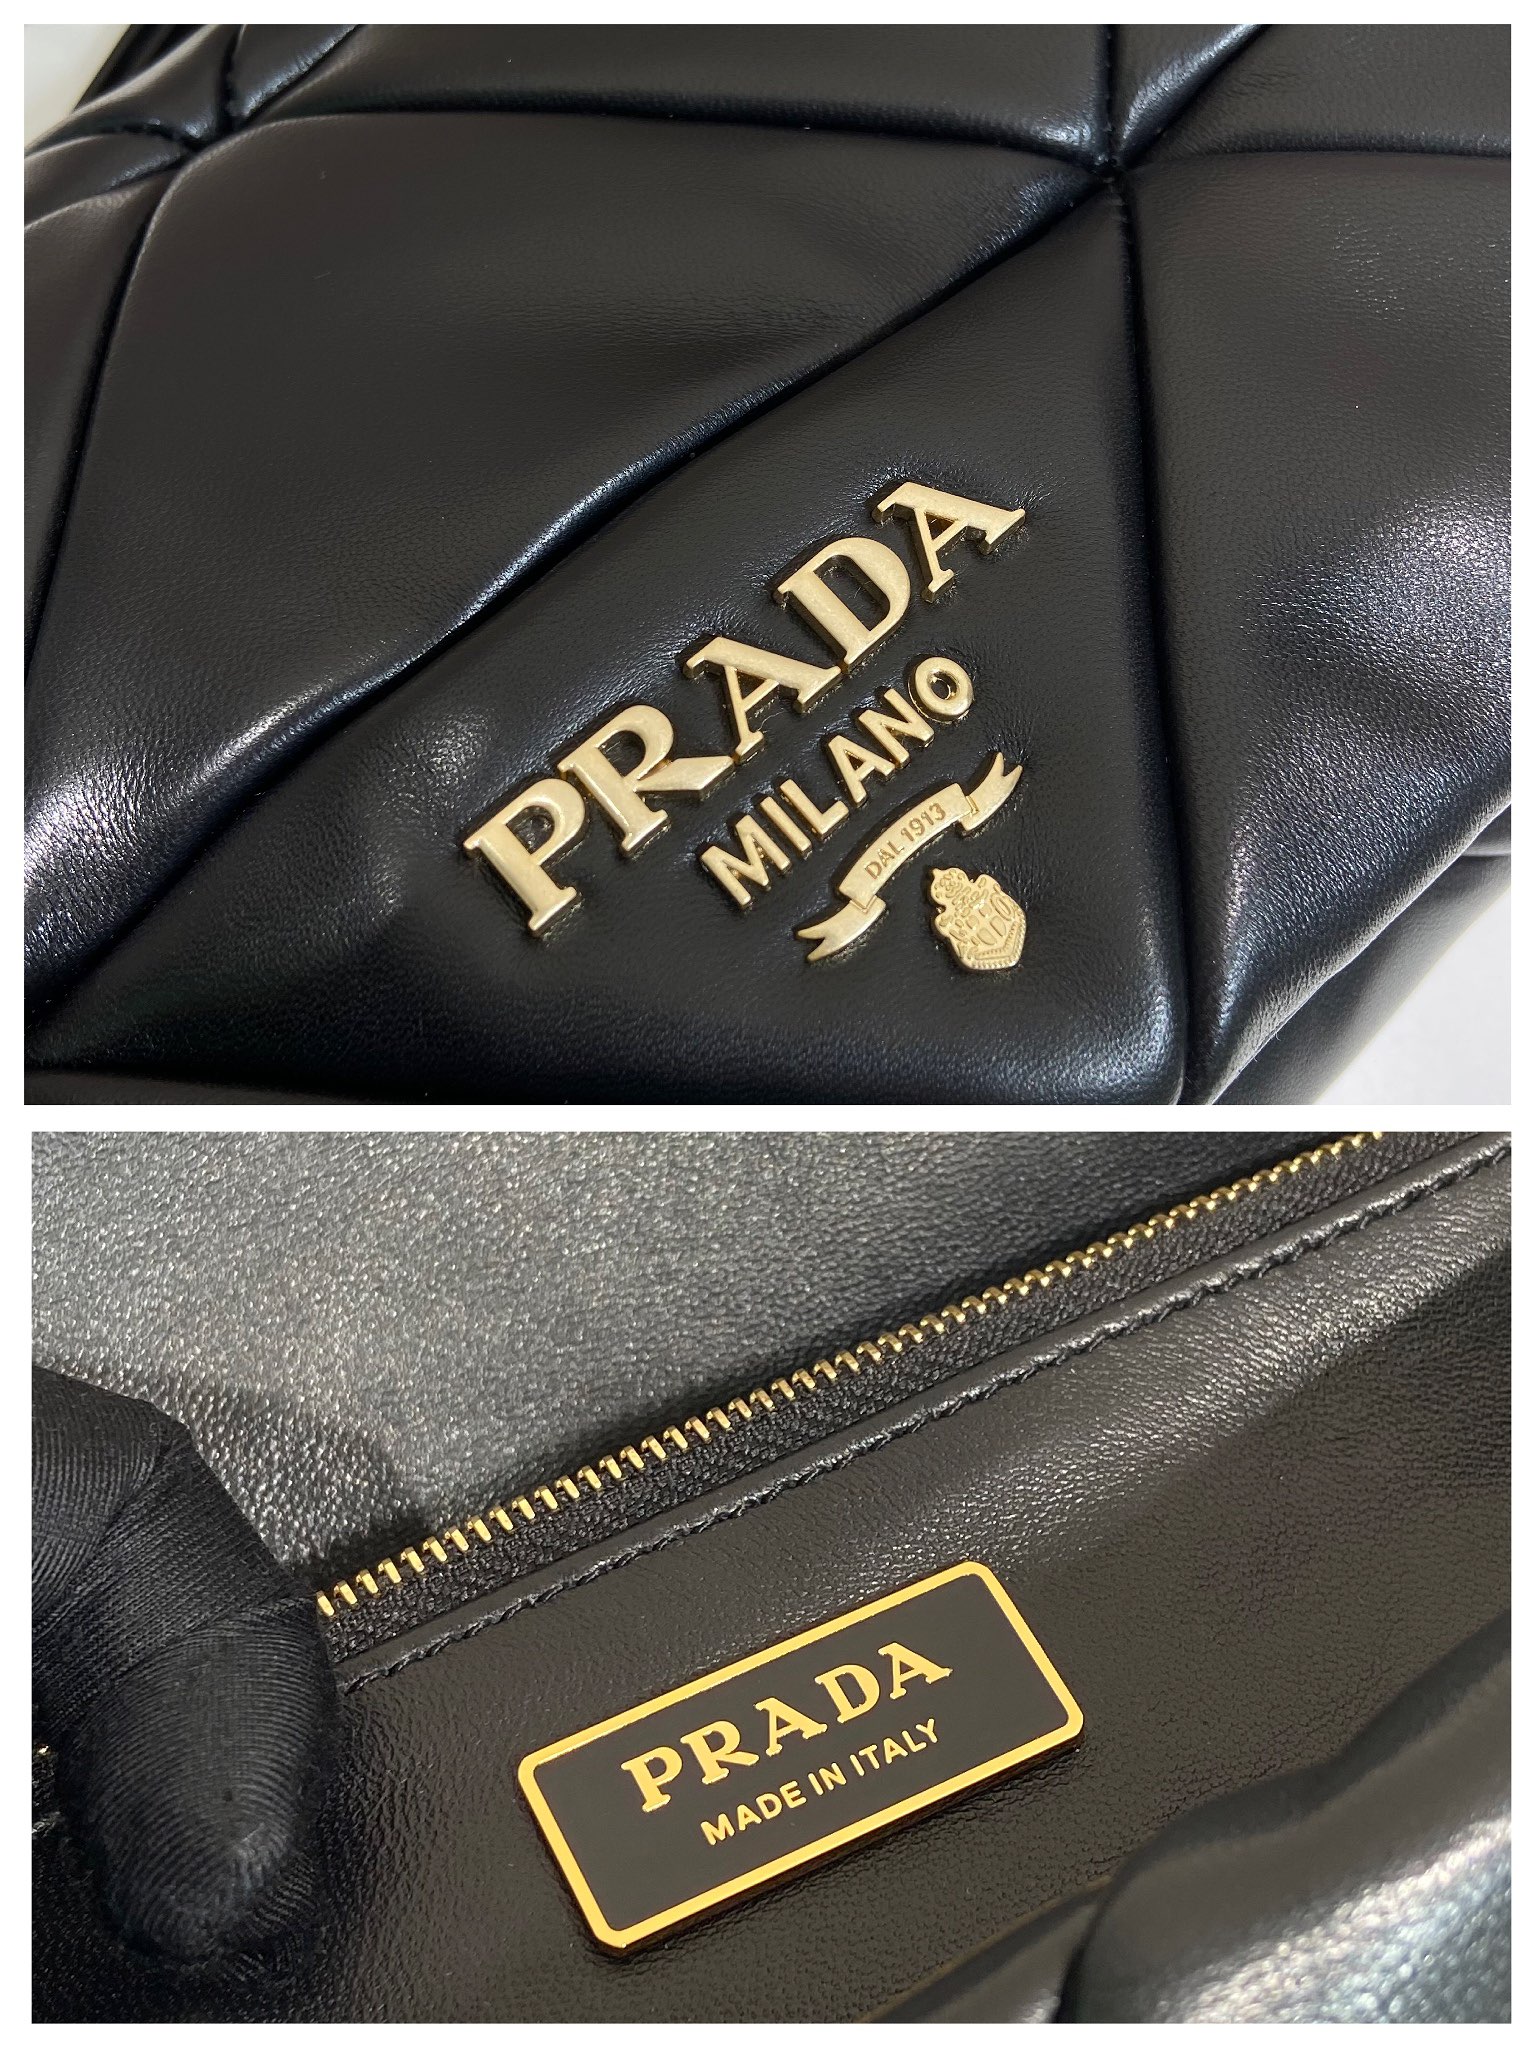 PRADA
MILANO
DAL 1913
PRADA
MADE IN ITALY